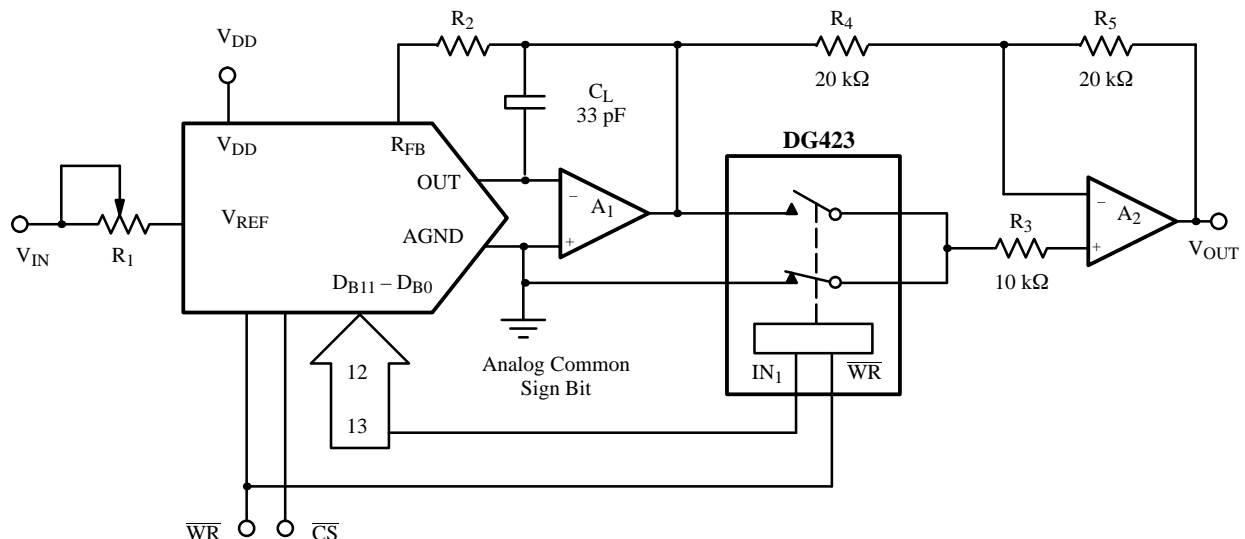 R2
R4
R5
VDD
20 kΩ
20 kΩ
CL
33 pF
DG423
VDD
RFB
OUT
−
A1
+
VREF
AGND
VIN
R1
DB11 – DB0
R3
10 kΩ
−
A2
+
VOUT
12
13
Analog Common
Sign Bit
IN1
WR
WR
CS